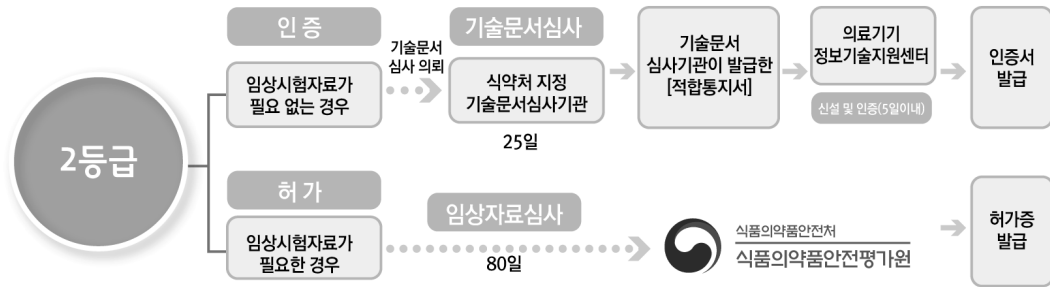 2등급
인 증
임상시험자료가
필요 없는 경우
기술문서
심사 의뢰
기술문서심사
식약처 지정
기술문서심사기관
25일
기술문서
심사기관이 발급한
[적합통지서]
의료기기
정보기술지원센터
신설 및 인증(5일이내)
인증서
발급
허 가
임상시험자료가
필요한 경우
임상자료심사
80일
식품의약품안전처
식품의약품안전평가원
허가증
발급